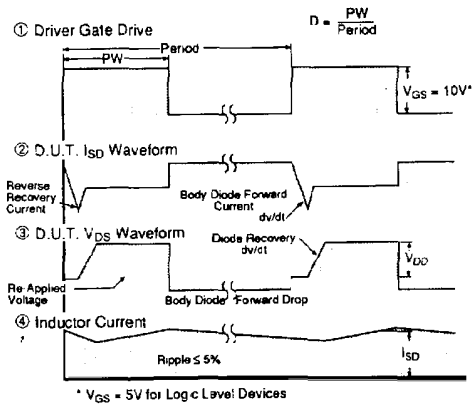 ① Driver Gate Drive
D = PW
Period
Period
PW
VGS = 10V*
② D.U.T. ISD Waveform
Reverse
Recovery
Current
Body Diode Forward
Current
dv/dt
③ D.U.T. VDS Waveform
Diode Recovery
dv/dt
VDD
Re-Applied
Voltage
Body Diode Forward Drop
④ Inductor Current
Ripple ≤ 5%
ISD
* VGS = 5V for Logic Level Devices